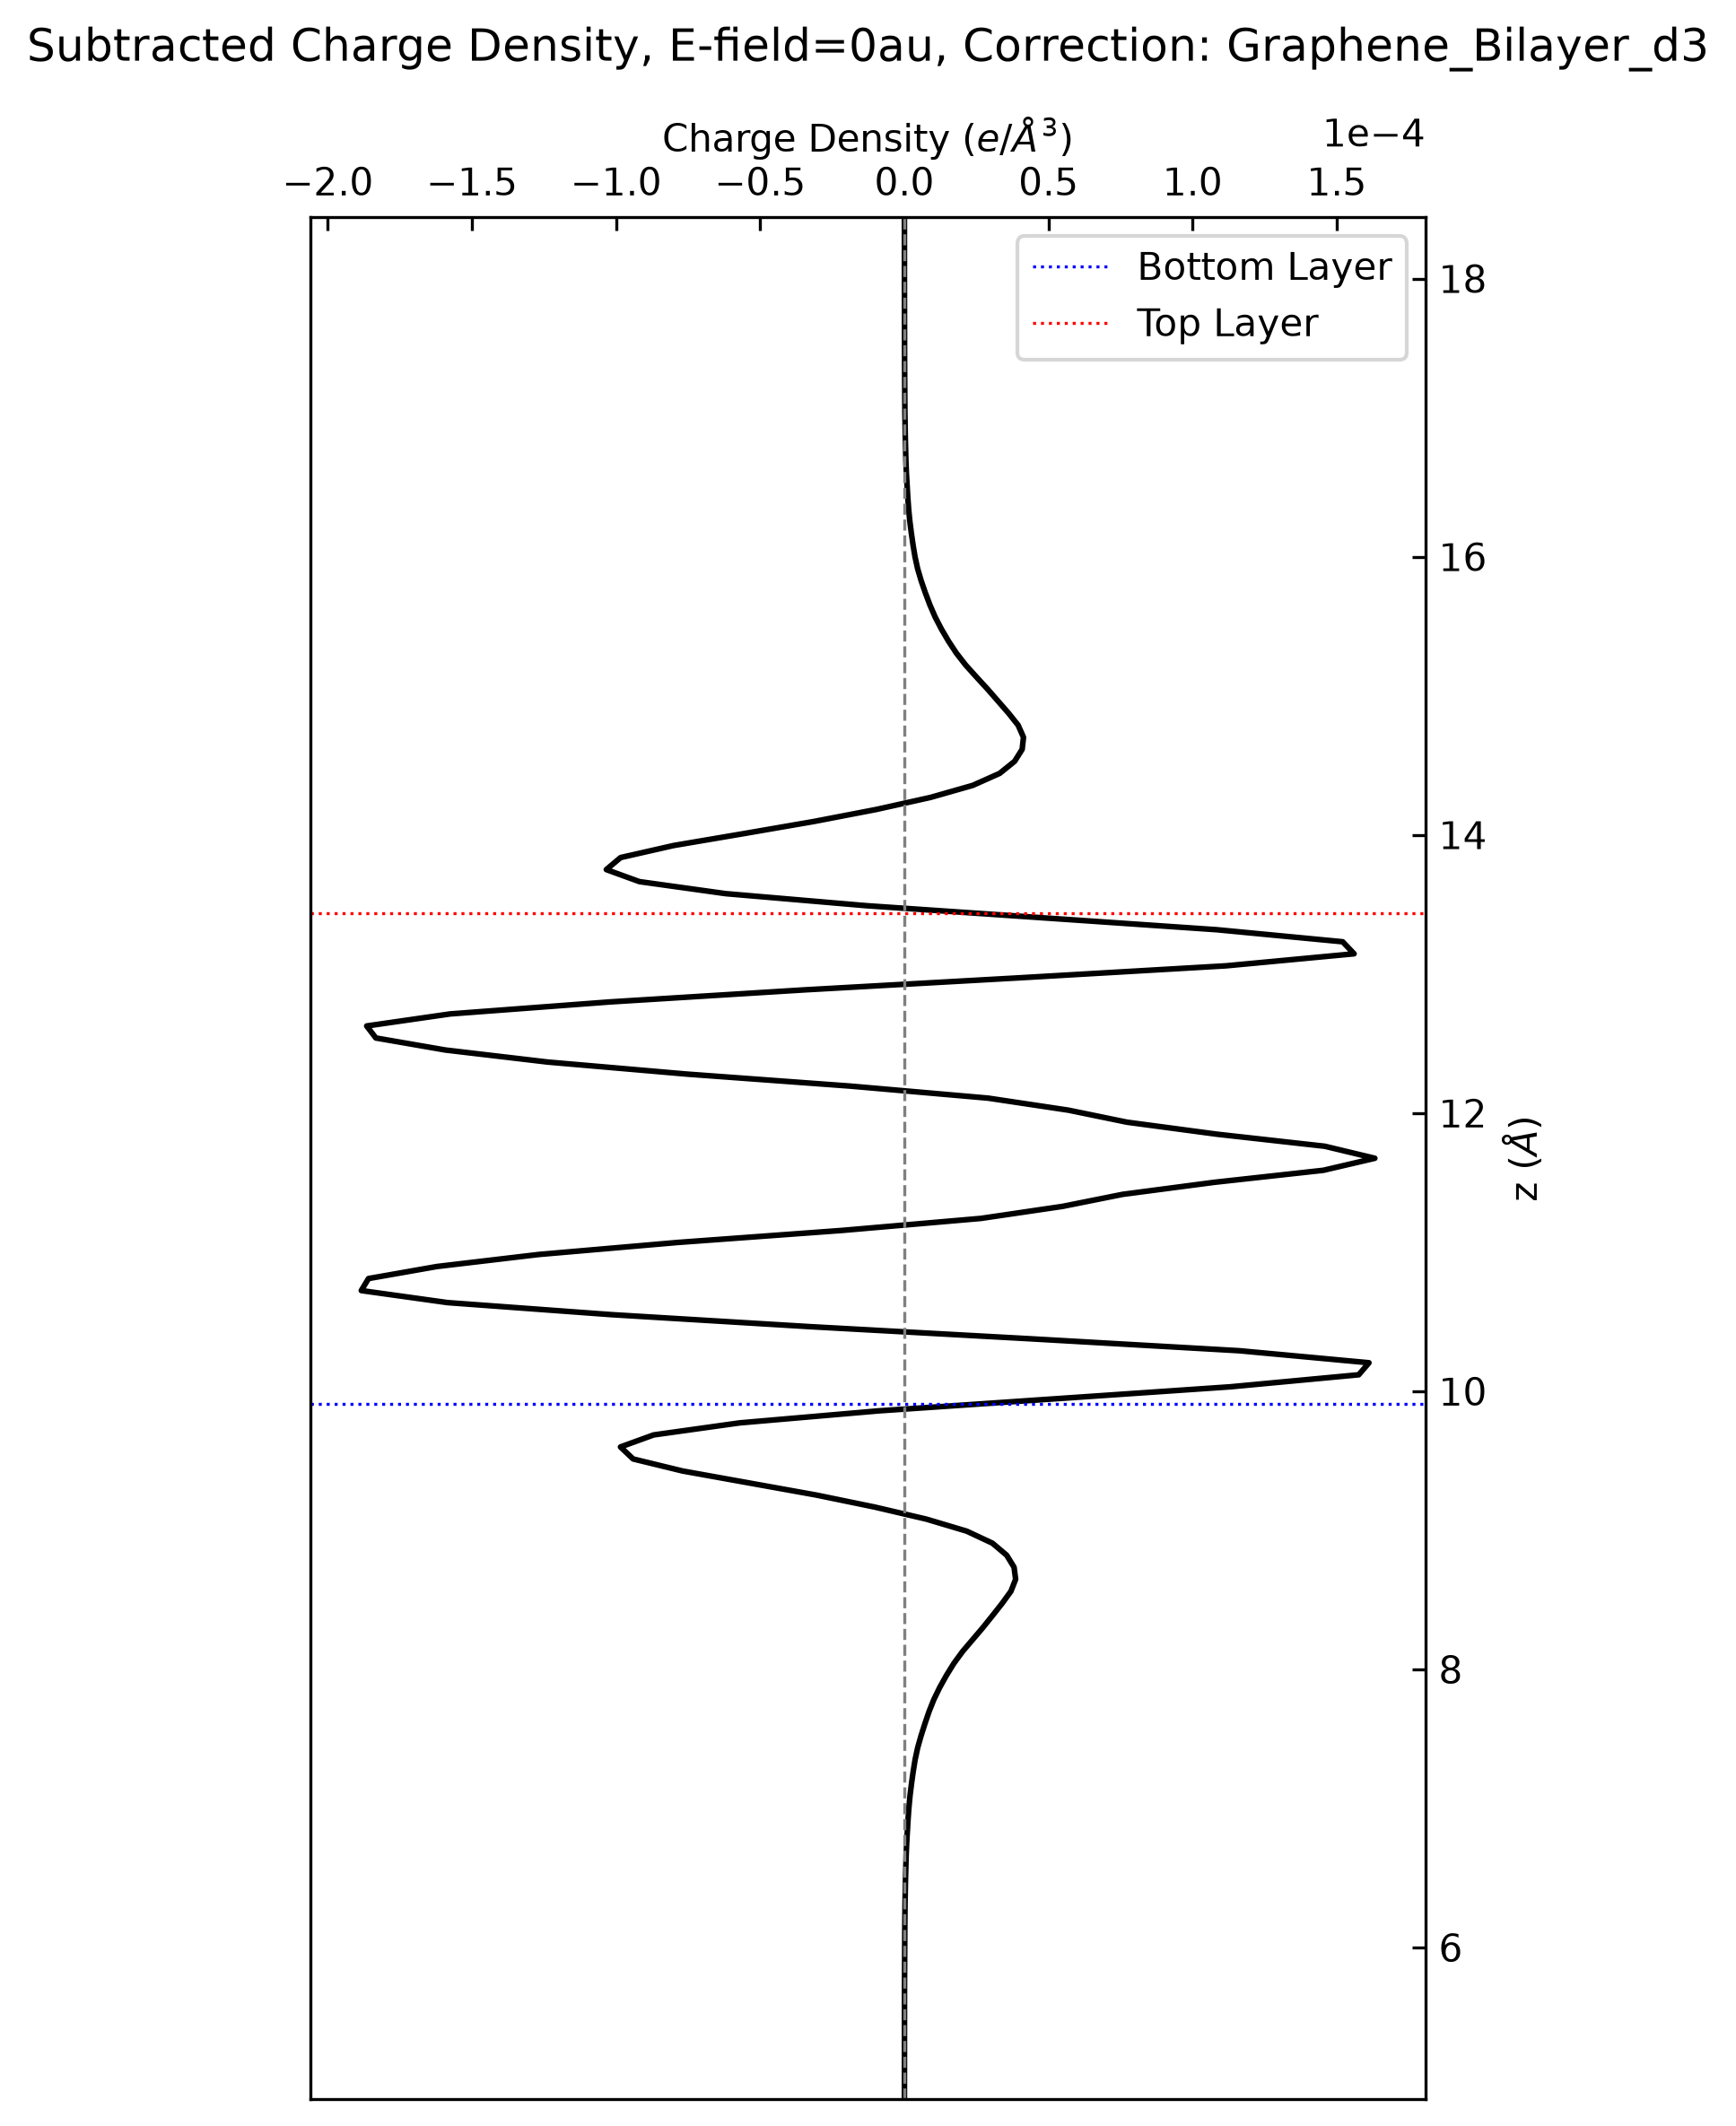 Subtracted Charge Density, E-field=0au, Correction: Graphene_Bilayer_d3
Charge Density (e/Å³)
1e−4
−2.0 −1.5 −1.0 −0.5 0.0 0.5 1.0 1.5
Bottom Layer
Top Layer
18
16
14
12
10
8
6
z (Å)